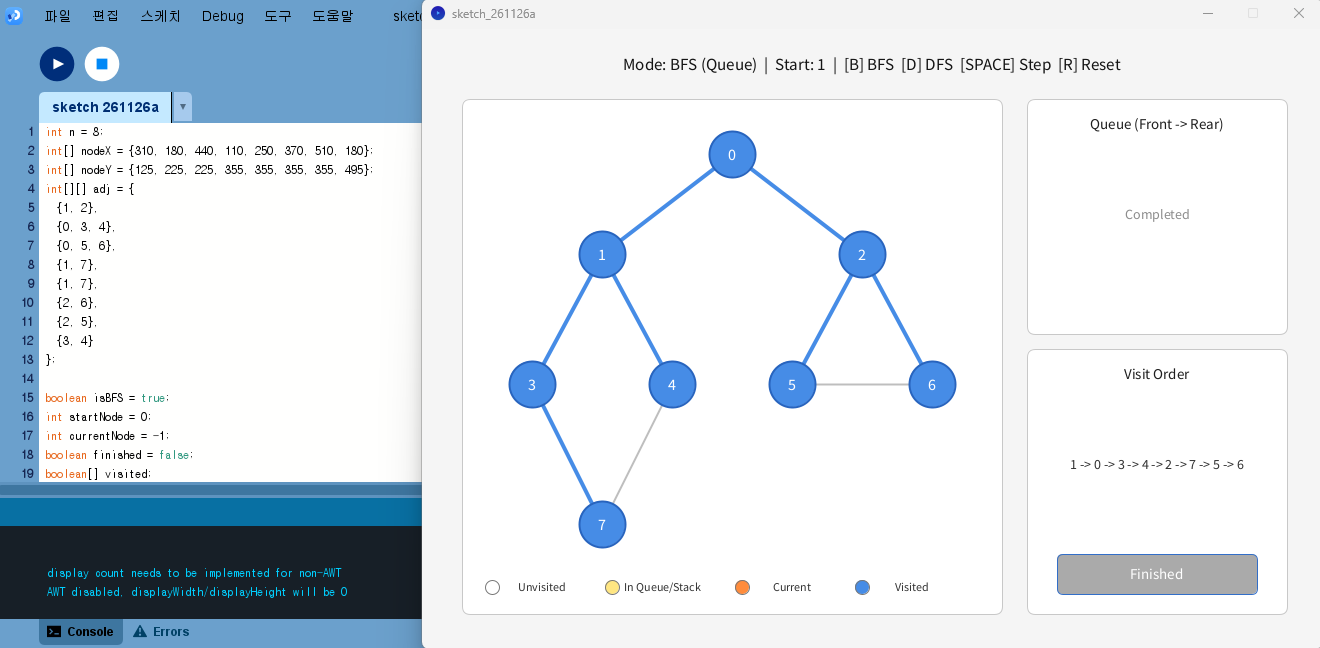 파일 편집 스케치 Debug 도구 도움말 sketc
sketch 261126a
1 int n = 8;
2 int[] nodeX = {310, 180, 440, 110, 250, 370, 510, 180};
3 int[] nodeY = {125, 225, 225, 355, 355, 355, 355, 495};
4 int[][] adj = {
5 {1, 2},
6 {0, 3, 4},
7 {0, 5, 6},
8 {1, 7},
9 {1, 7},
10 {2, 6},
11 {2, 5},
12 {3, 4}
13 };
14
15 boolean isBFS = true;
16 int startNode = 0;
17 int currentNode = -1;
18 boolean finished = false;
19 boolean[] visited;
display count needs to be implemented for non-AWT
AWT disabled, displayWidth/displayHeight will be 0
Console Errors
sketch_261126a
Mode: BFS (Queue) | Start: 1 | [B] BFS [D] DFS [SPACE] Step [R] Reset
0
1 2
3 4 5 6
7
Unvisited In Queue/Stack Current Visited
Queue (Front -> Rear)
Completed
Visit Order
1 -> 0 -> 3 -> 4 -> 2 -> 7 -> 5 -> 6
Finished